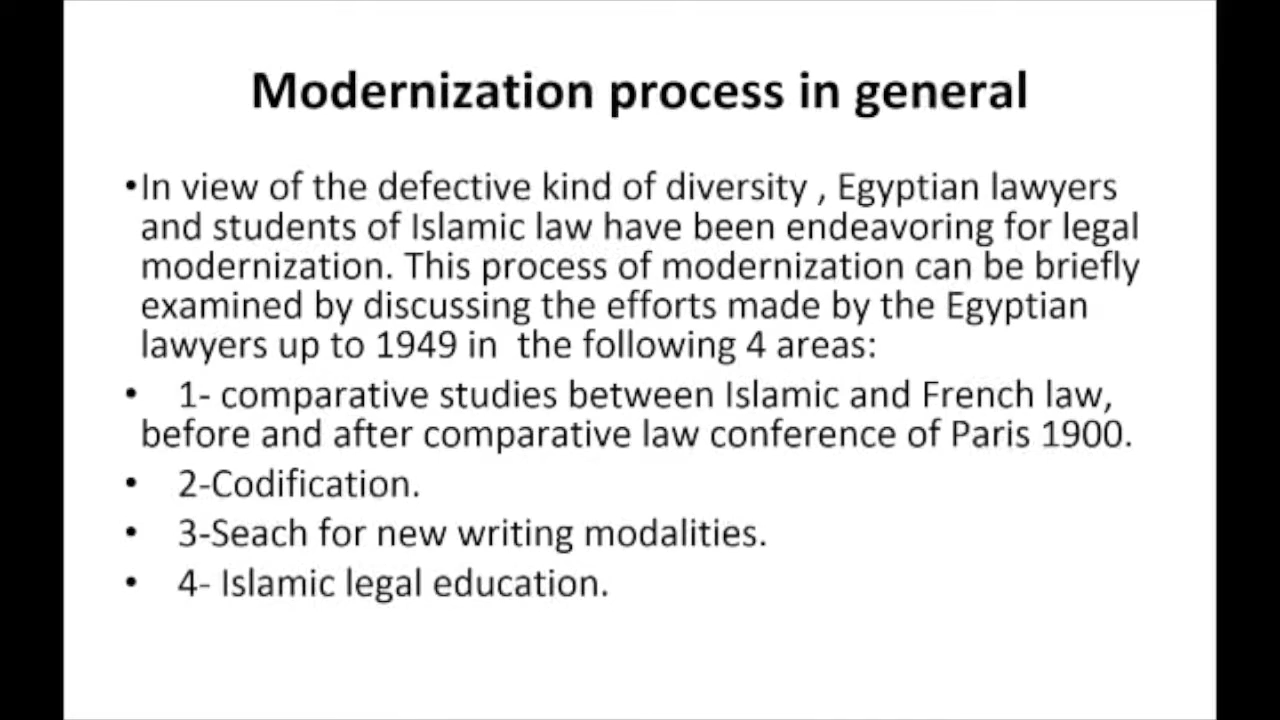 Modernization process in general
•In view of the defective kind of diversity , Egyptian lawyers
and students of Islamic law have been endeavoring for legal
modernization. This process of modernization can be briefly
examined by discussing the efforts made by the Egyptian
lawyers up to 1949 in  the following 4 areas:
•   1- comparative studies between Islamic and French law,
before and after comparative law conference of Paris 1900.
•   2-Codification.
•   3-Seach for new writing modalities.
•   4- Islamic legal education.